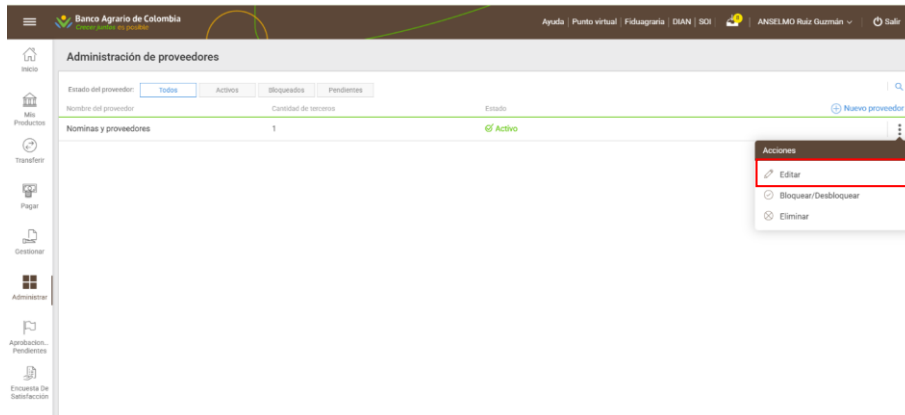 Banco Agrario de Colombia
Crecer juntos es posible
Ayuda | Punto virtual | Fiduagraria | DIAN | SOI
ANSELMO Ruiz Guzmán
Salir
Inicio
Mis
Productos
Transferir
Pagar
Gestionar
Administrar
Aprobacion...
Pendientes
Encuesta De
Satisfacción
Administración de proveedores
Estado del proveedor: Todos Activos Bloqueados Pendientes
Nombre del proveedor Cantidad de terceros Estado Nuevo proveedor
Nominas y proveedores 1 Activo
Acciones
Editar
Bloquear/Desbloquear
Eliminar